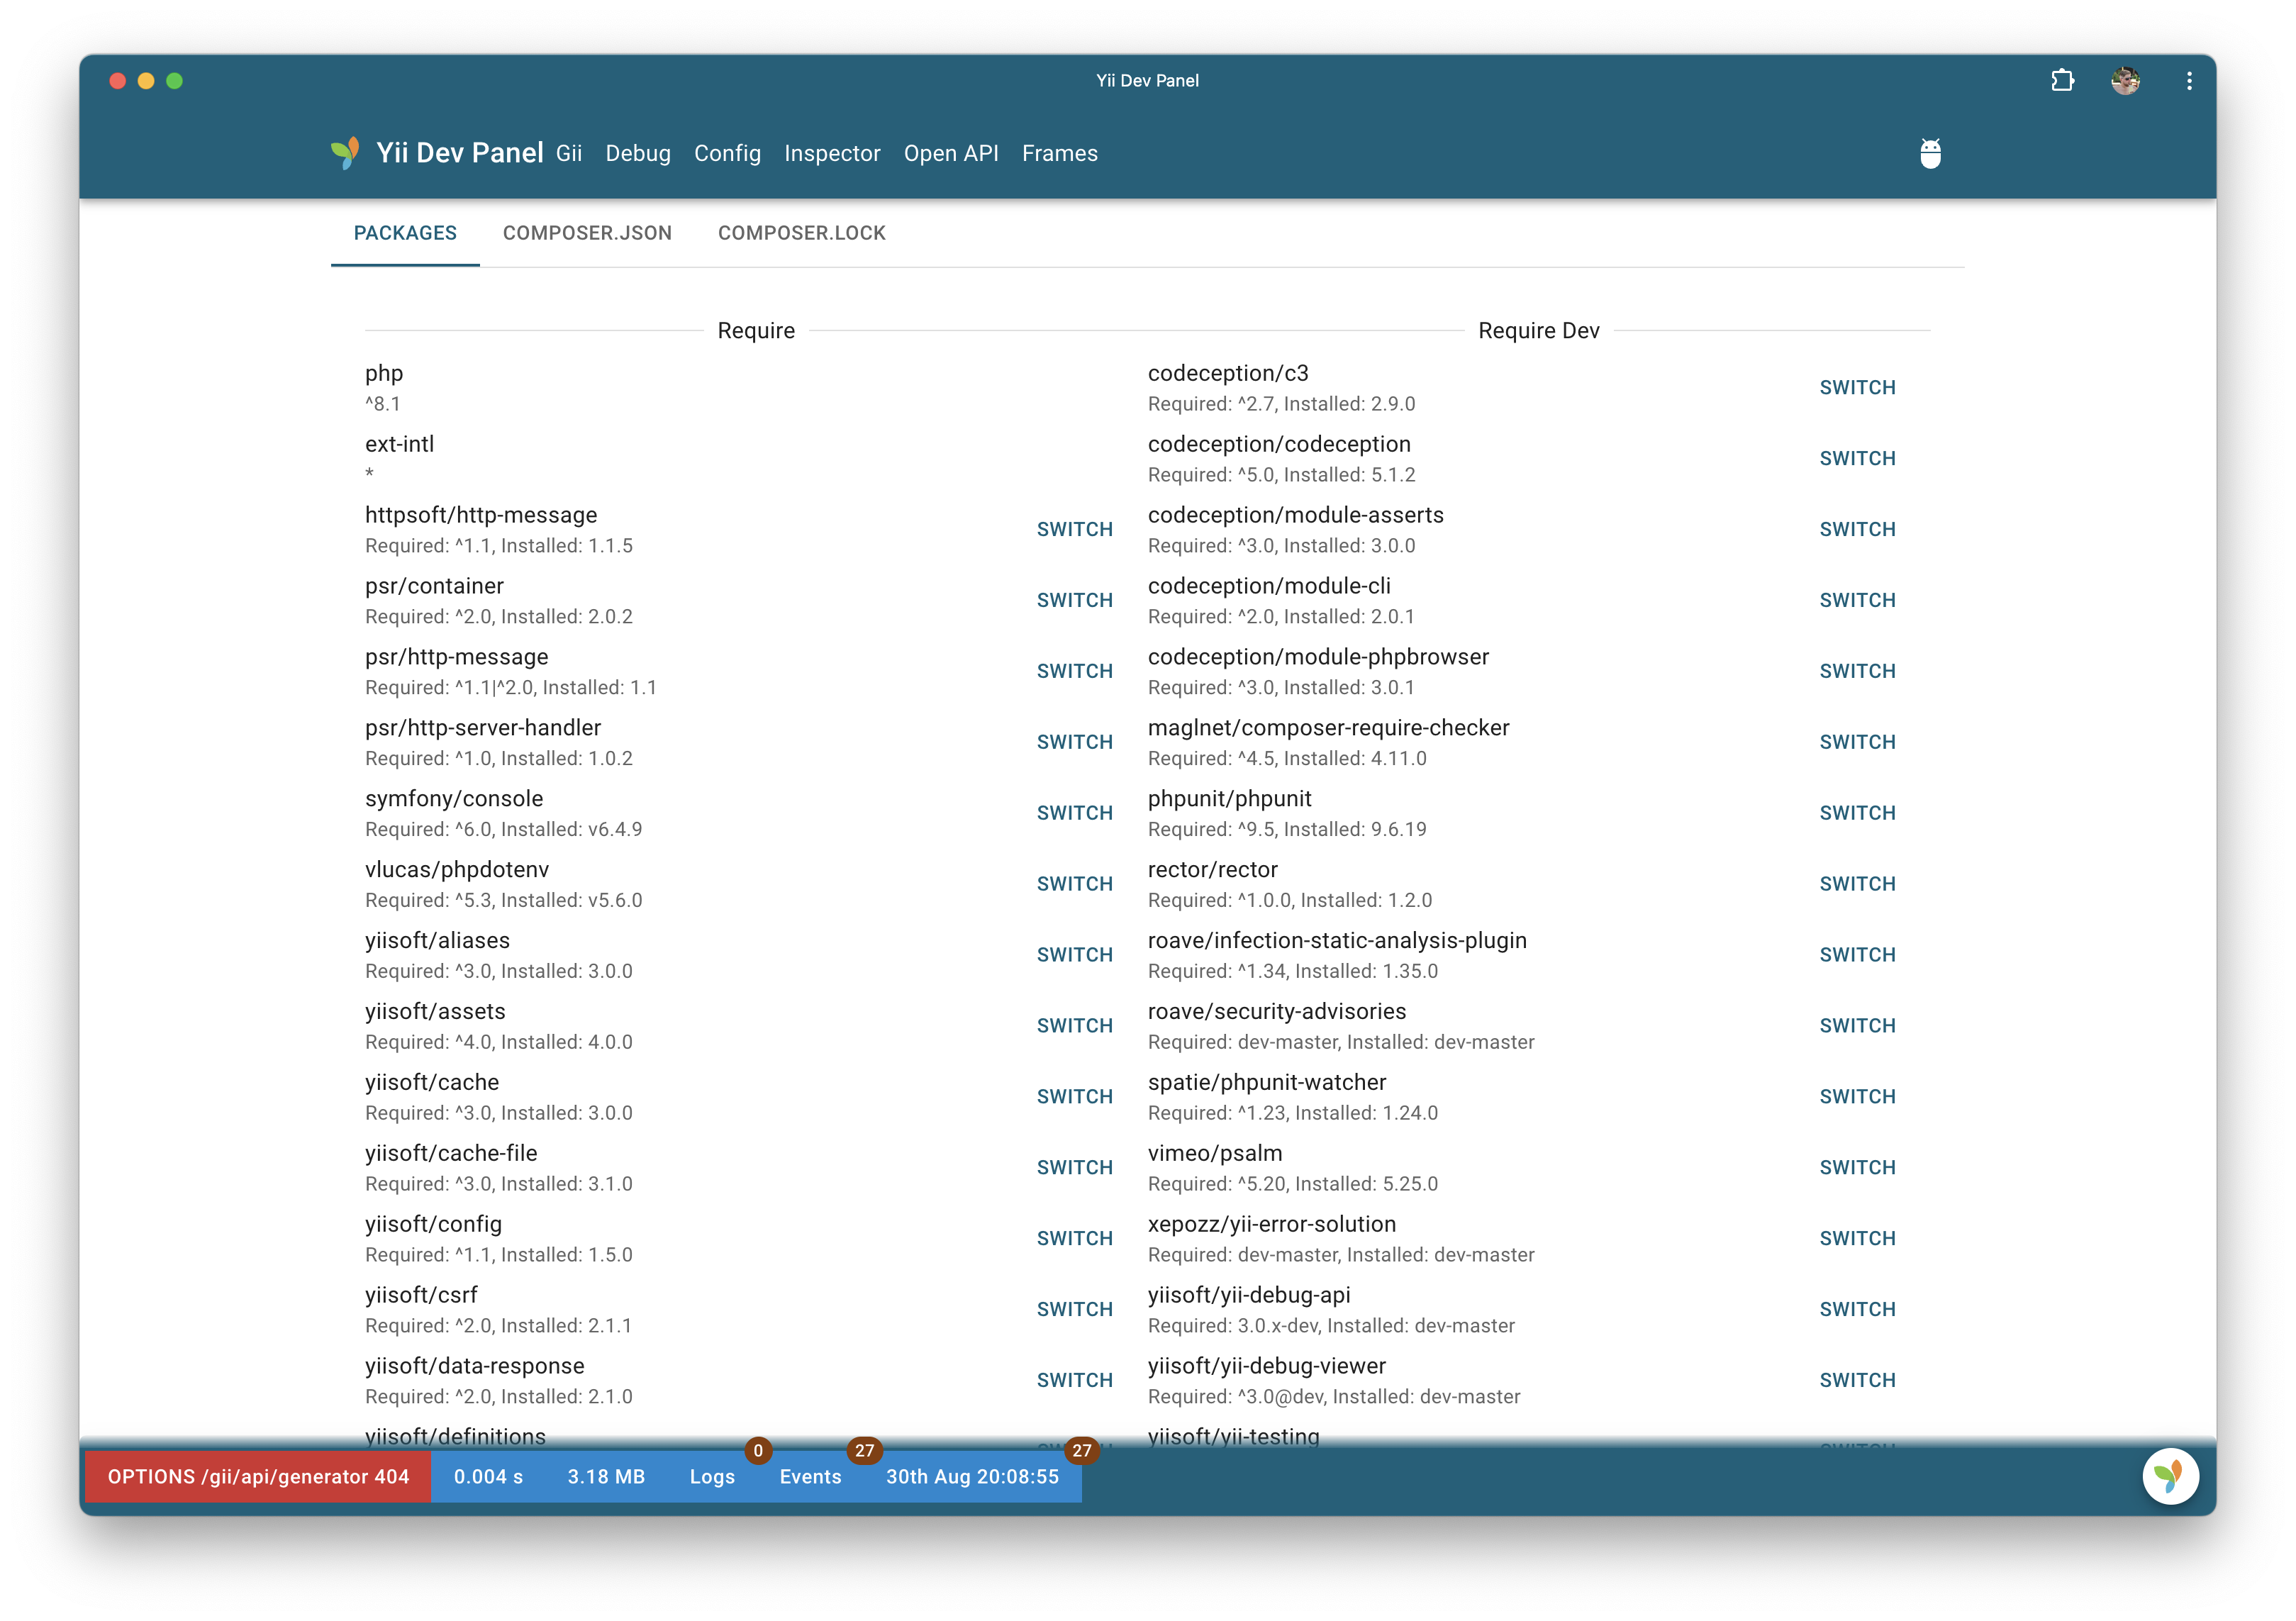 Yii Dev Panel
Yii Dev Panel Gii Debug Config Inspector Open API Frames
PACKAGES COMPOSER.JSON COMPOSER.LOCK
Require
php
^8.1
ext-intl
*
httpsoft/http-message
Required: ^1.1, Installed: 1.1.5
SWITCH
psr/container
Required: ^2.0, Installed: 2.0.2
SWITCH
psr/http-message
Required: ^1.1|^2.0, Installed: 1.1
SWITCH
psr/http-server-handler
Required: ^1.0, Installed: 1.0.2
SWITCH
symfony/console
Required: ^6.0, Installed: v6.4.9
SWITCH
vlucas/phpdotenv
Required: ^5.3, Installed: v5.6.0
SWITCH
yiisoft/aliases
Required: ^3.0, Installed: 3.0.0
SWITCH
yiisoft/assets
Required: ^4.0, Installed: 4.0.0
SWITCH
yiisoft/cache
Required: ^3.0, Installed: 3.0.0
SWITCH
yiisoft/cache-file
Required: ^3.0, Installed: 3.1.0
SWITCH
yiisoft/config
Required: ^1.1, Installed: 1.5.0
SWITCH
yiisoft/csrf
Required: ^2.0, Installed: 2.1.1
SWITCH
yiisoft/data-response
Required: ^2.0, Installed: 2.1.0
SWITCH
yiisoft/definitions
Require Dev
codeception/c3
Required: ^2.7, Installed: 2.9.0
SWITCH
codeception/codeception
Required: ^5.0, Installed: 5.1.2
SWITCH
codeception/module-asserts
Required: ^3.0, Installed: 3.0.0
SWITCH
codeception/module-cli
Required: ^2.0, Installed: 2.0.1
SWITCH
codeception/module-phpbrowser
Required: ^3.0, Installed: 3.0.1
SWITCH
maglnet/composer-require-checker
Required: ^4.5, Installed: 4.11.0
SWITCH
phpunit/phpunit
Required: ^9.5, Installed: 9.6.19
SWITCH
rector/rector
Required: ^1.0.0, Installed: 1.2.0
SWITCH
roave/infection-static-analysis-plugin
Required: ^1.34, Installed: 1.35.0
SWITCH
roave/security-advisories
Required: dev-master, Installed: dev-master
SWITCH
spatie/phpunit-watcher
Required: ^1.23, Installed: 1.24.0
SWITCH
vimeo/psalm
Required: ^5.20, Installed: 5.25.0
SWITCH
xepozz/yii-error-solution
Required: dev-master, Installed: dev-master
SWITCH
yiisoft/yii-debug-api
Required: 3.0.x-dev, Installed: dev-master
SWITCH
yiisoft/yii-debug-viewer
Required: ^3.0@dev, Installed: dev-master
SWITCH
yiisoft/yii-testing
OPTIONS /gii/api/generator 404 0.004 s 3.18 MB Logs 0 Events 27 30th Aug 20:08:55 27